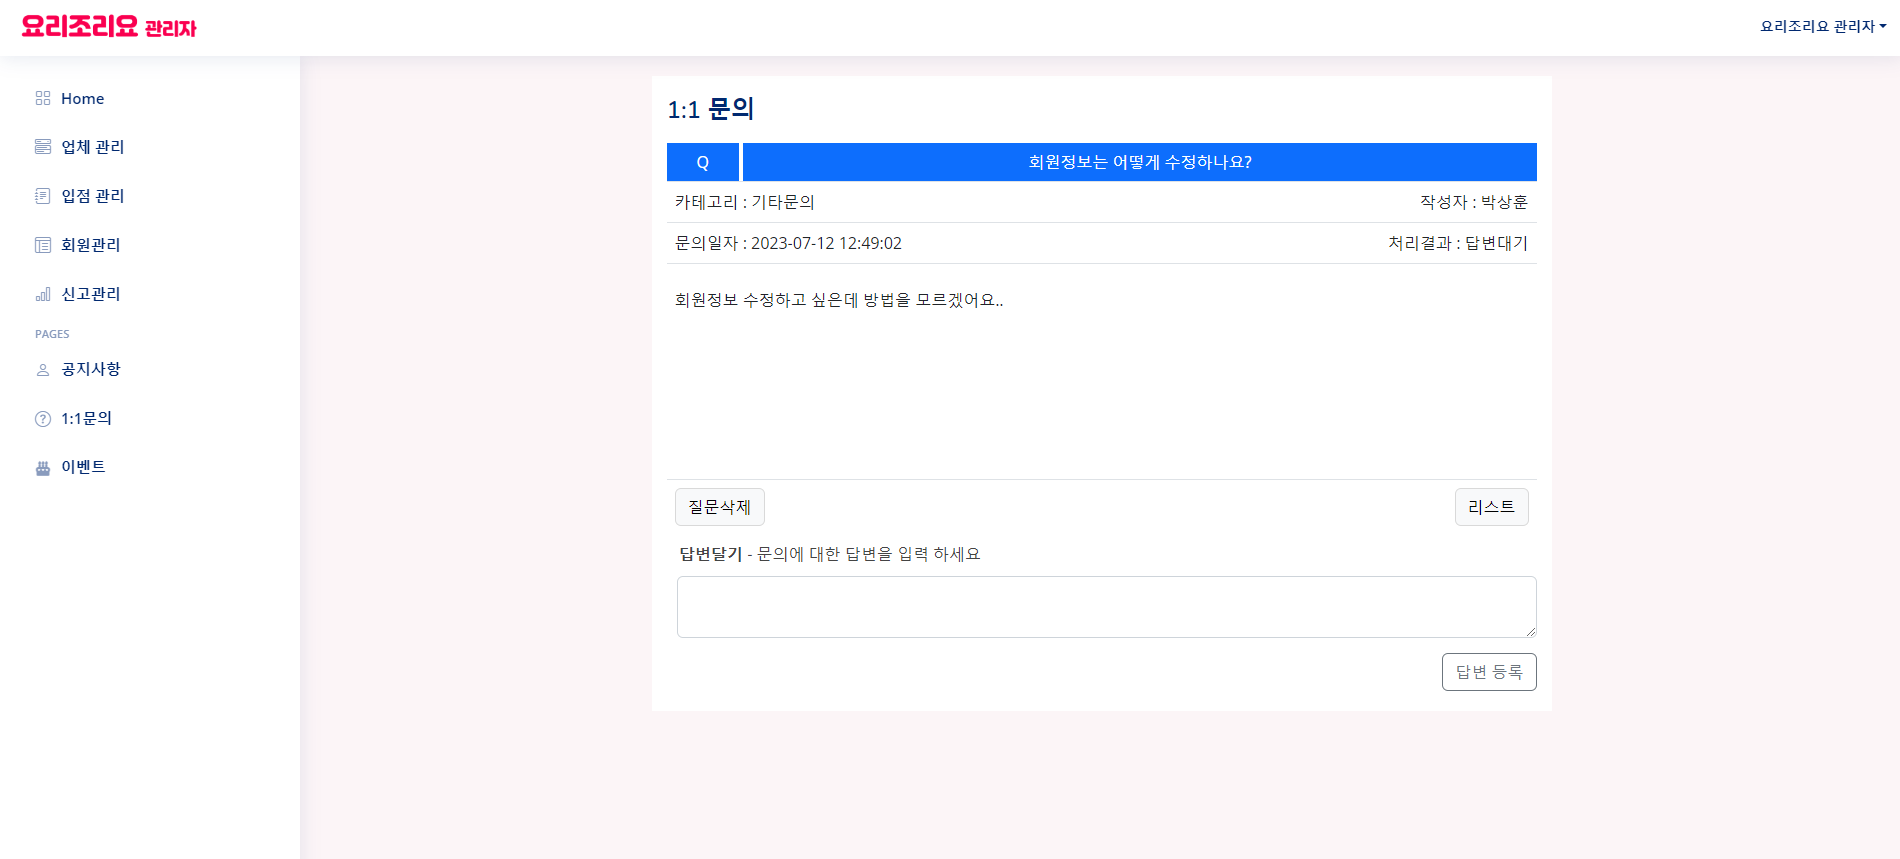 요리조리요 관리자
요리조리요 관리자
Home
업체 관리
입점 관리
회원관리
신고관리
PAGES
공지사항
1:1문의
이벤트
1:1 문의
Q 회원정보는 어떻게 수정하나요?
카테고리 : 기타문의 작성자 : 박상훈
문의일자 : 2023-07-12 12:49:02 처리결과 : 답변대기
회원정보 수정하고 싶은데 방법을 모르겠어요..
질문삭제 리스트
답변달기 - 문의에 대한 답변을 입력 하세요
답변 등록